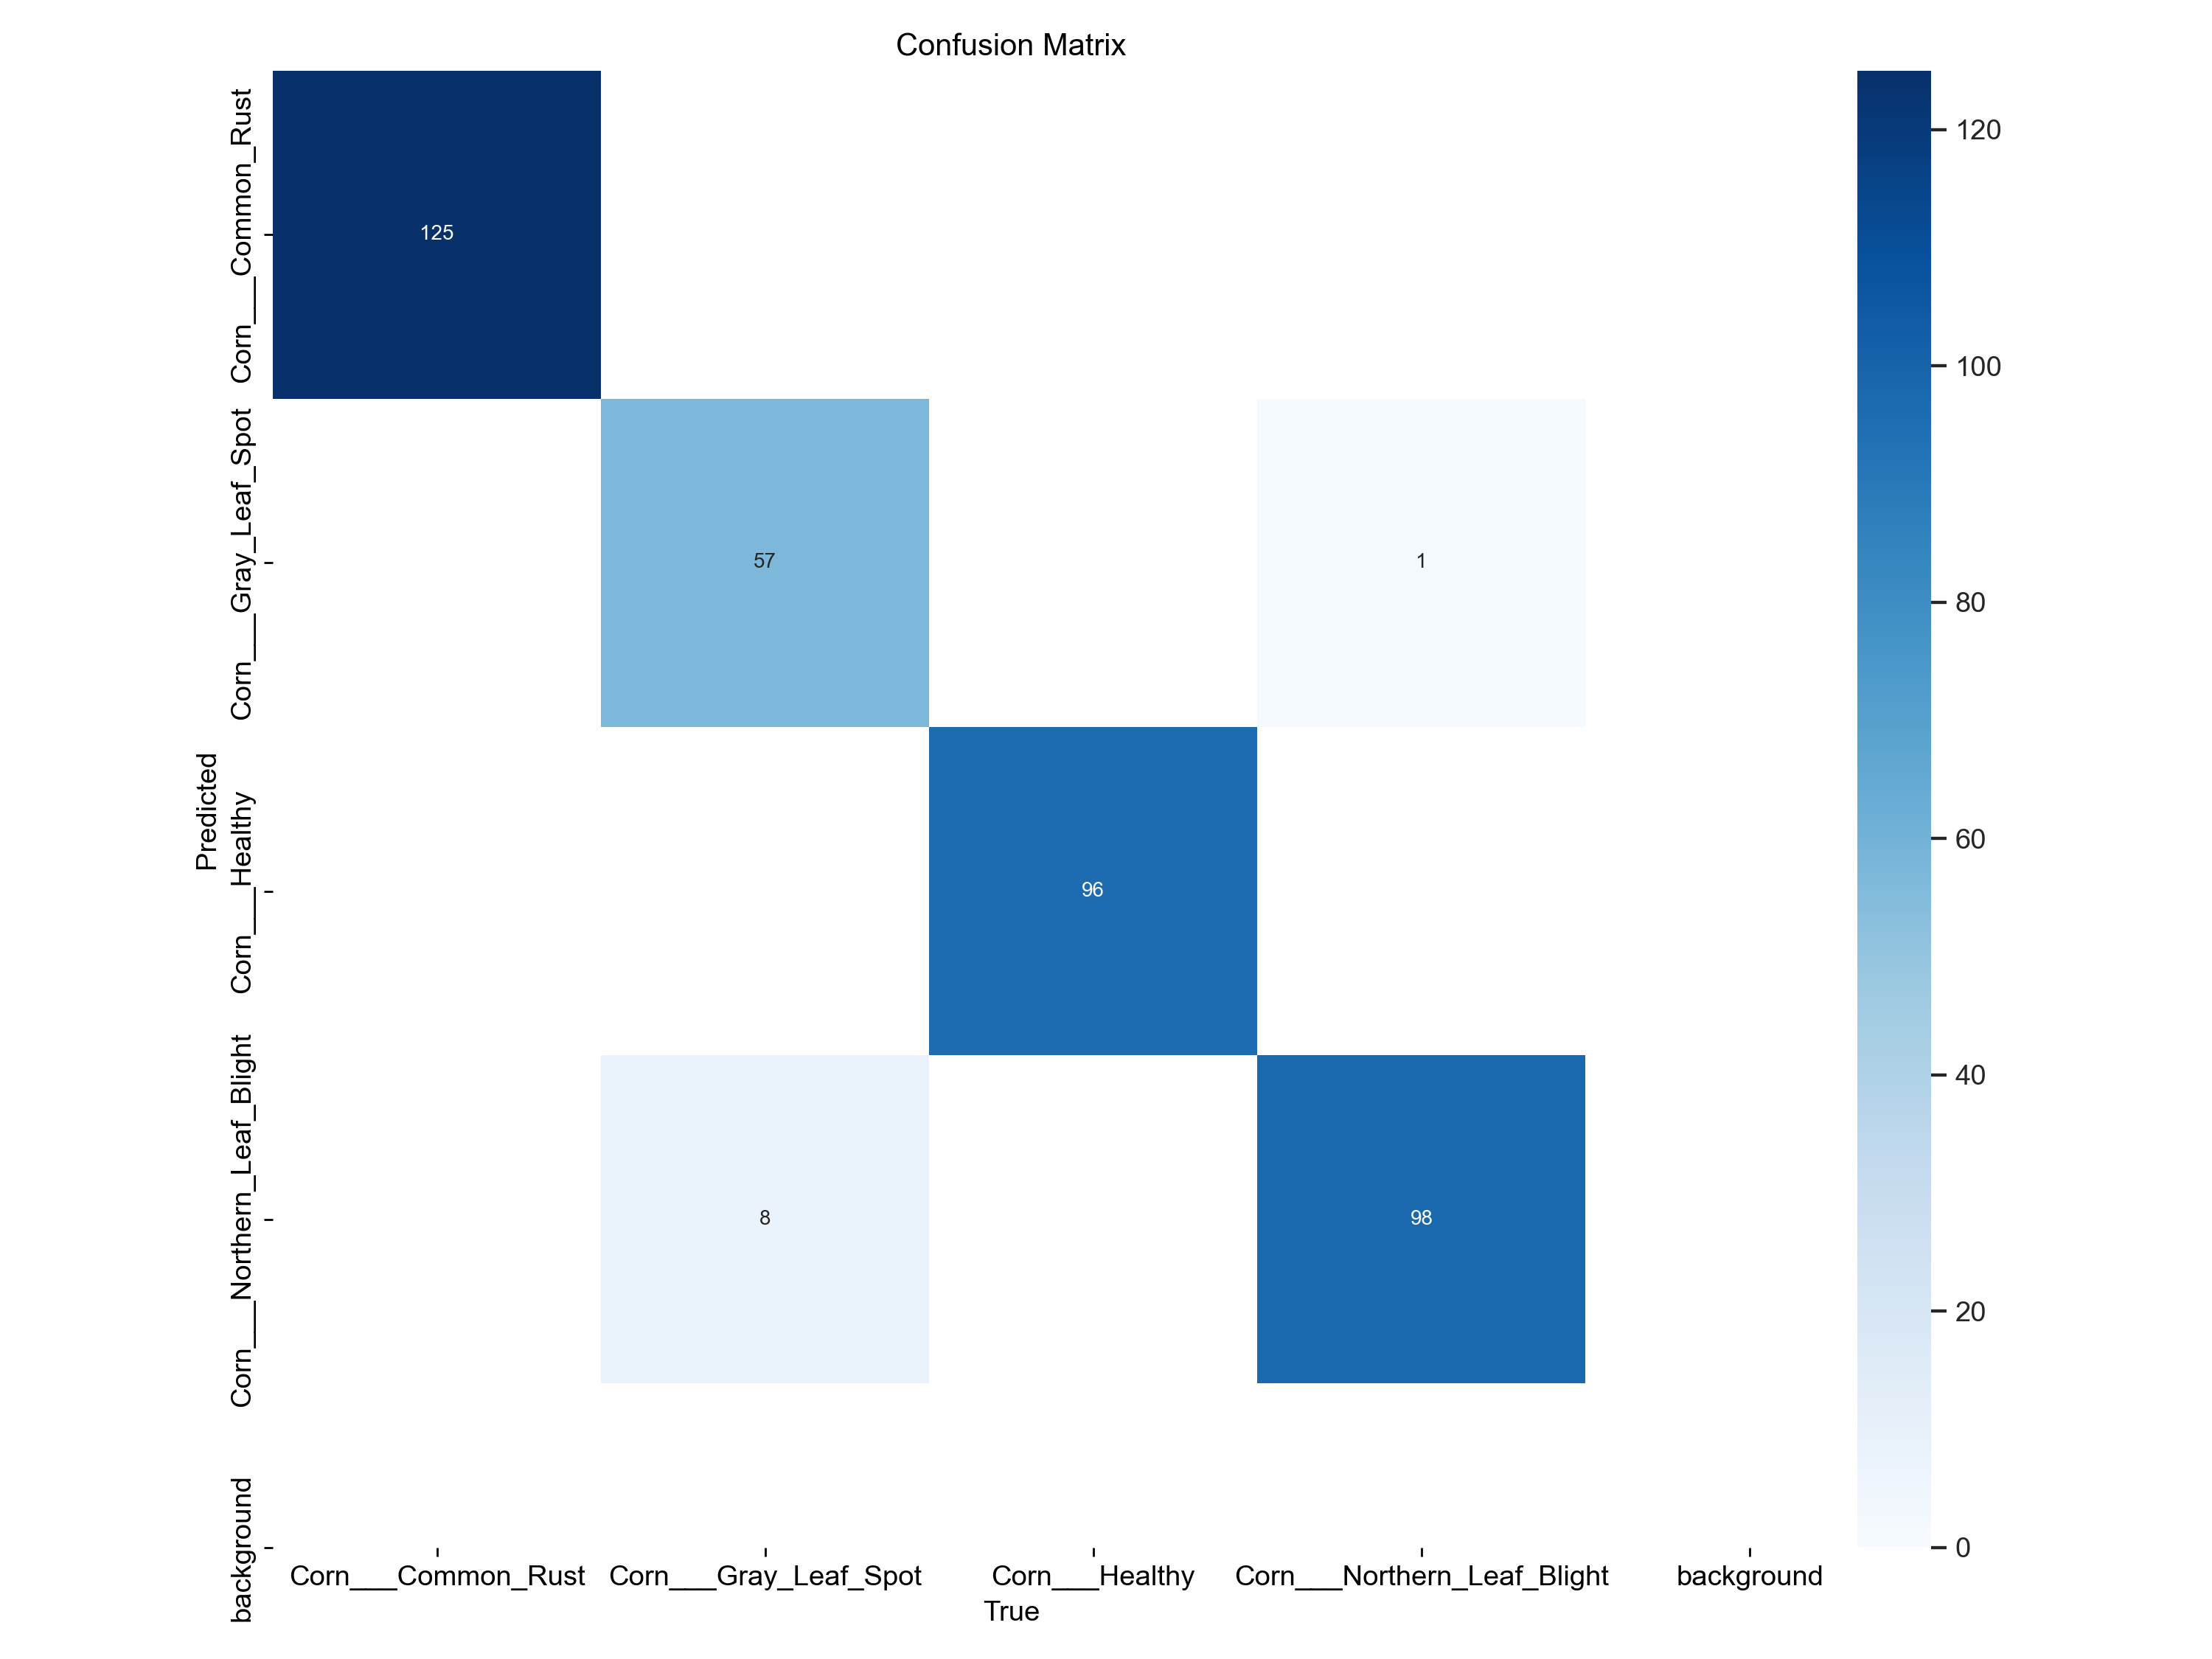 Confusion Matrix
Predicted
Corn___Common_Rust
Corn___Gray_Leaf_Spot
Corn___Healthy
Corn___Northern_Leaf_Blight
background
125
57
1
96
8
98
Corn___Common_Rust
Corn___Gray_Leaf_Spot
Corn___Healthy
Corn___Northern_Leaf_Blight
background
True
120
100
80
60
40
20
0